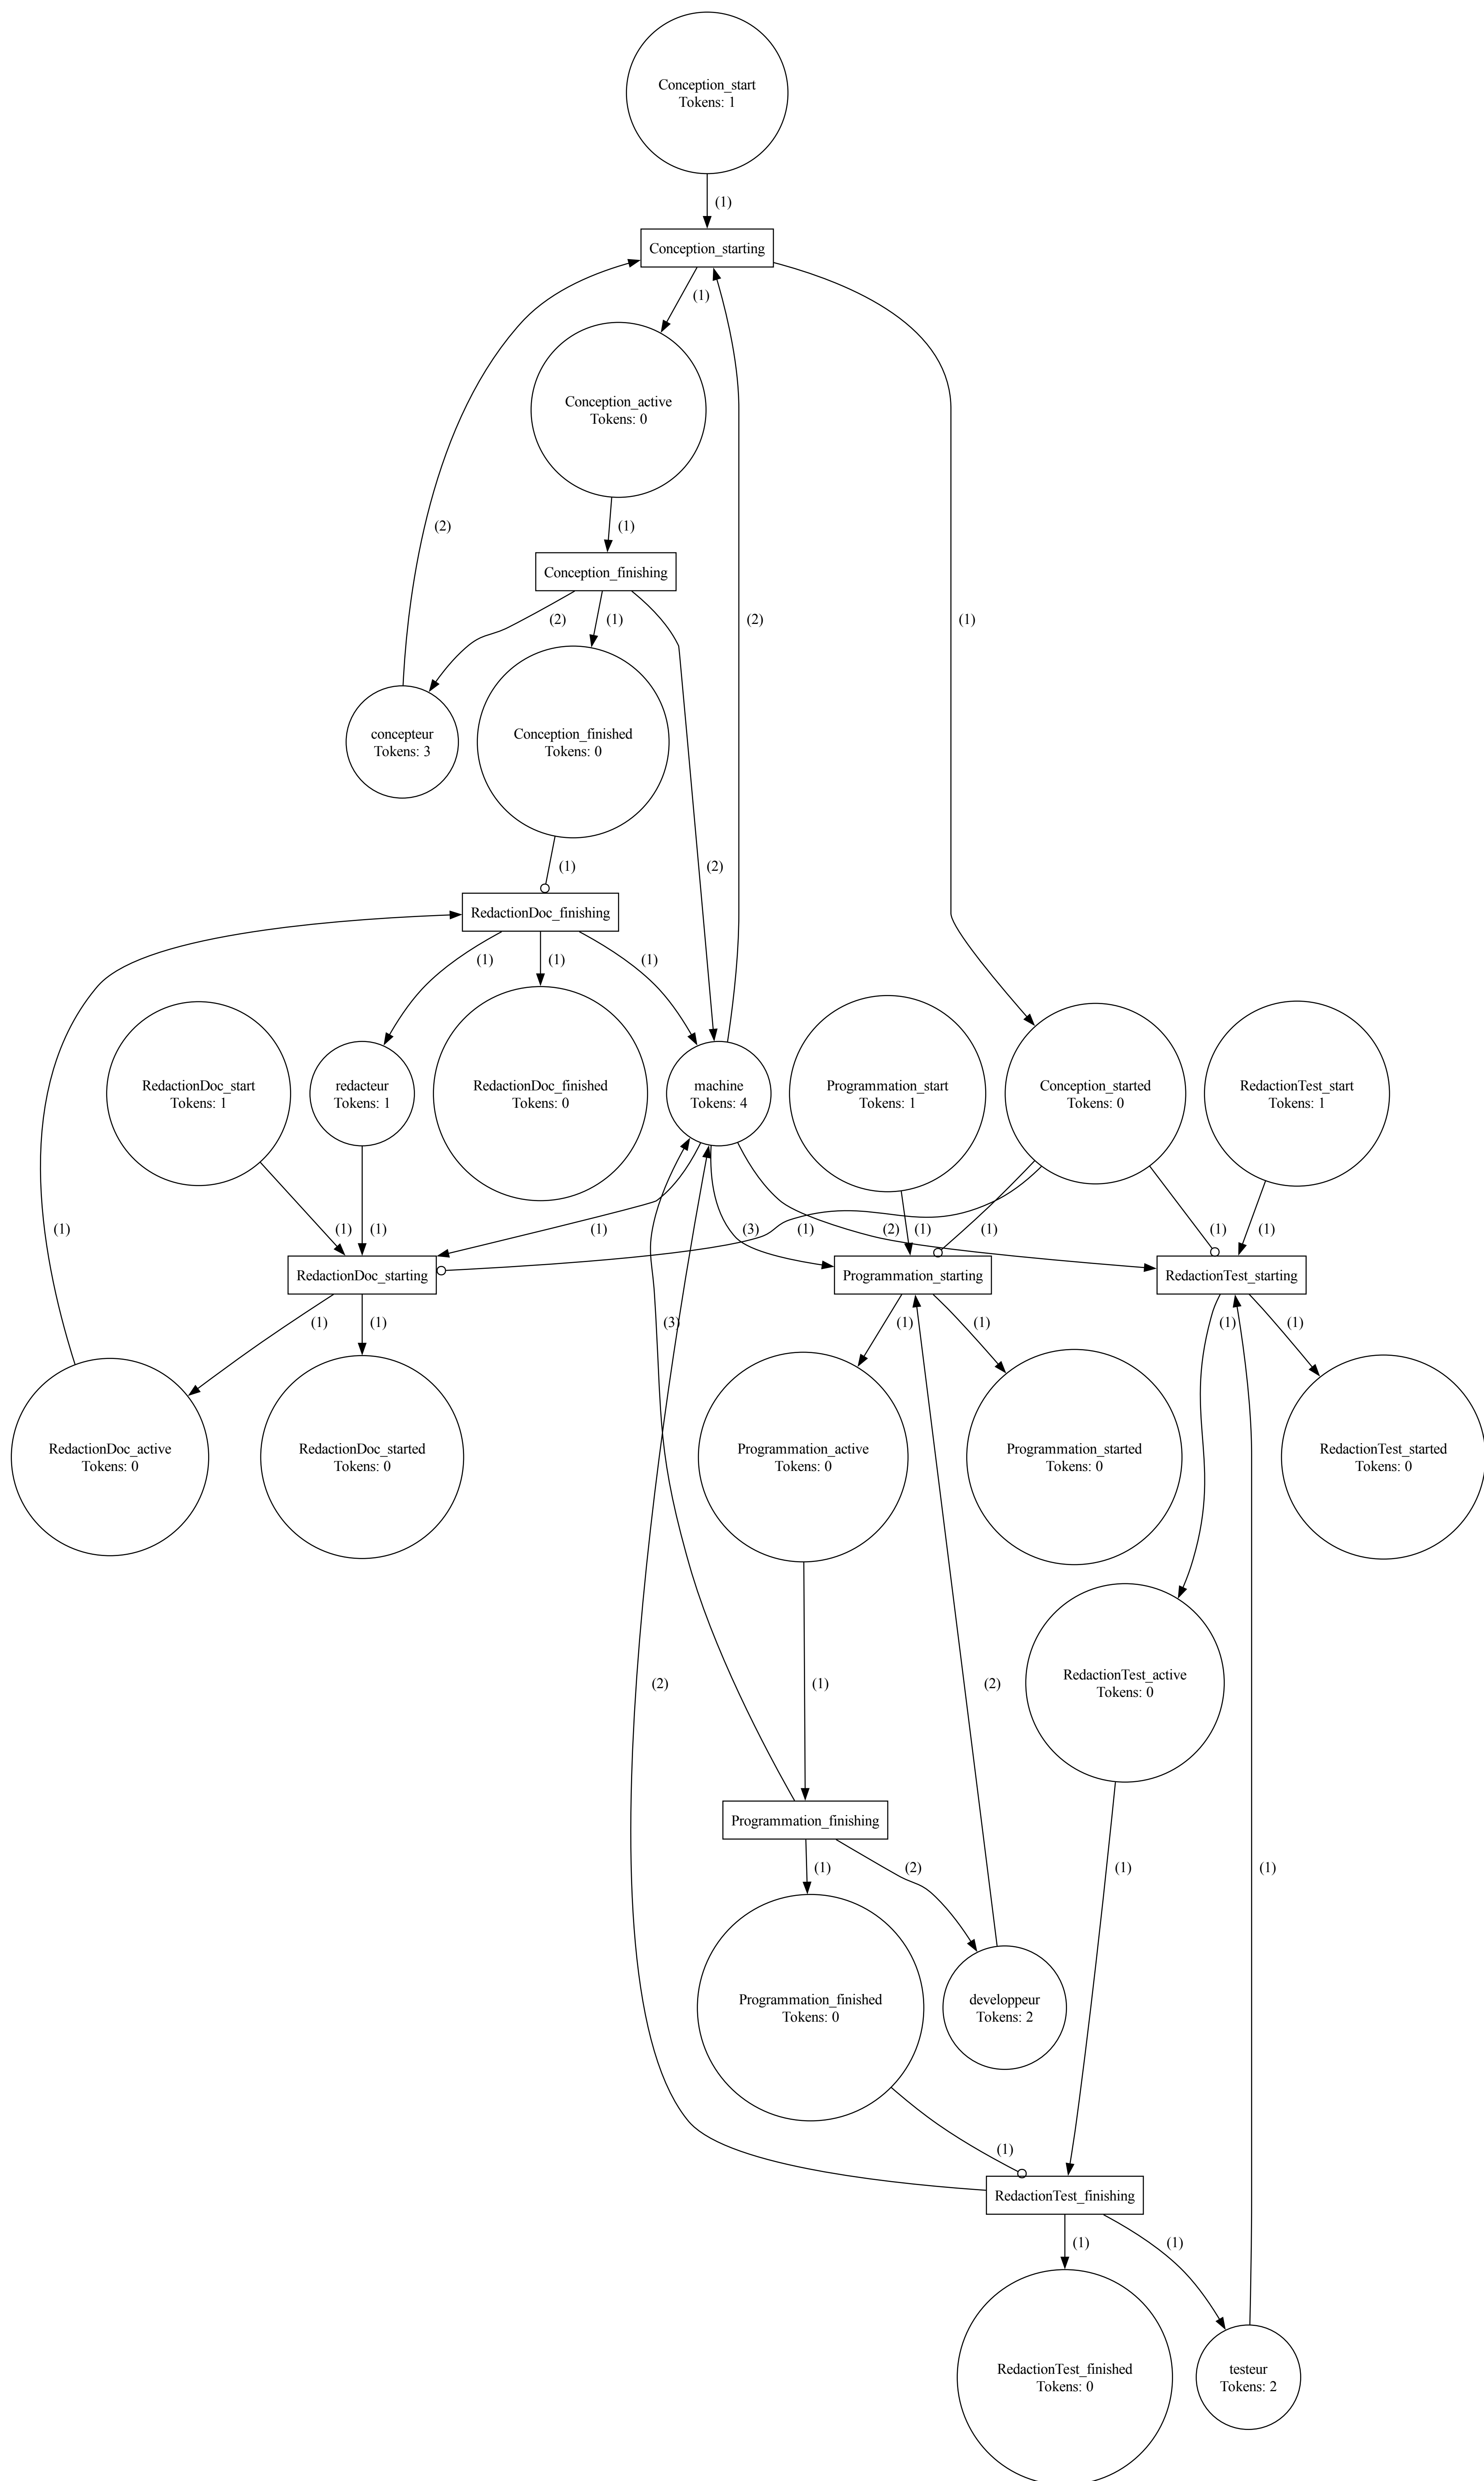 Conception_start
Tokens: 1
(1)
Conception_starting
(1)
Conception_active
Tokens: 0
(2)
(1)
Conception_finishing
(2)
(1)
(2)
(1)
concepteur
Tokens: 3
Conception_finished
Tokens: 0
(1)
(2)
RedactionDoc_finishing
(1)
(1)
(1)
RedactionDoc_start
Tokens: 1
redacteur
Tokens: 1
RedactionDoc_finished
Tokens: 0
machine
Tokens: 4
Programmation_start
Tokens: 1
Conception_started
Tokens: 0
RedactionTest_start
Tokens: 1
(1)
(1)
(1)
(1)
(3)
(1)
(2)
(1)
(1)
(1)
(1)
RedactionDoc_starting
Programmation_starting
RedactionTest_starting
(1)
(1)
(3)
(1)
(1)
(1)
(1)
RedactionDoc_active
Tokens: 0
RedactionDoc_started
Tokens: 0
Programmation_active
Tokens: 0
Programmation_started
Tokens: 0
RedactionTest_started
Tokens: 0
(2)
(1)
(2)
RedactionTest_active
Tokens: 0
Programmation_finishing
(1)
(2)
(1)
(1)
Programmation_finished
Tokens: 0
developpeur
Tokens: 2
(1)
RedactionTest_finishing
(1)
(1)
RedactionTest_finished
Tokens: 0
testeur
Tokens: 2